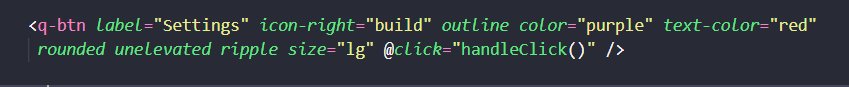 <q-btn label="Settings" icon-right="build" outline color="purple" text-color="red"
rounded unelevated ripple size="lg" @click="handleClick()" />